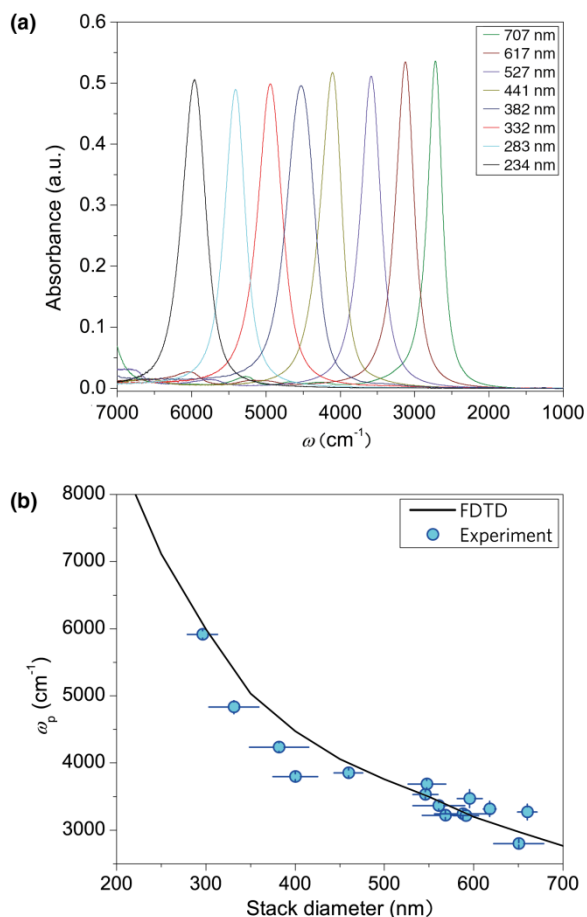 (a)
0.6
0.5
0.4
0.3
0.2
0.1
0.0
Absorbance (a.u.)
707 nm
617 nm
527 nm
441 nm
382 nm
332 nm
283 nm
234 nm
7000 6000 5000 4000 3000 2000 1000
ω (cm⁻¹)
(b)
8000
7000
6000
5000
4000
3000
ωₚ (cm⁻¹)
FDTD
Experiment
200 300 400 500 600 700
Stack diameter (nm)